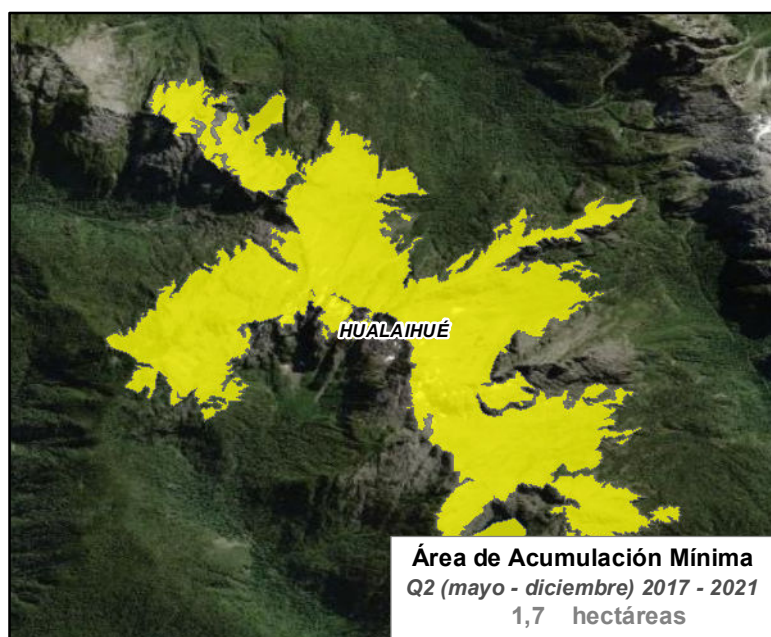 HUALAIHUÉ
Área de Acumulación Mínima
Q2 (mayo - diciembre) 2017 - 2021
1,7 hectáreas